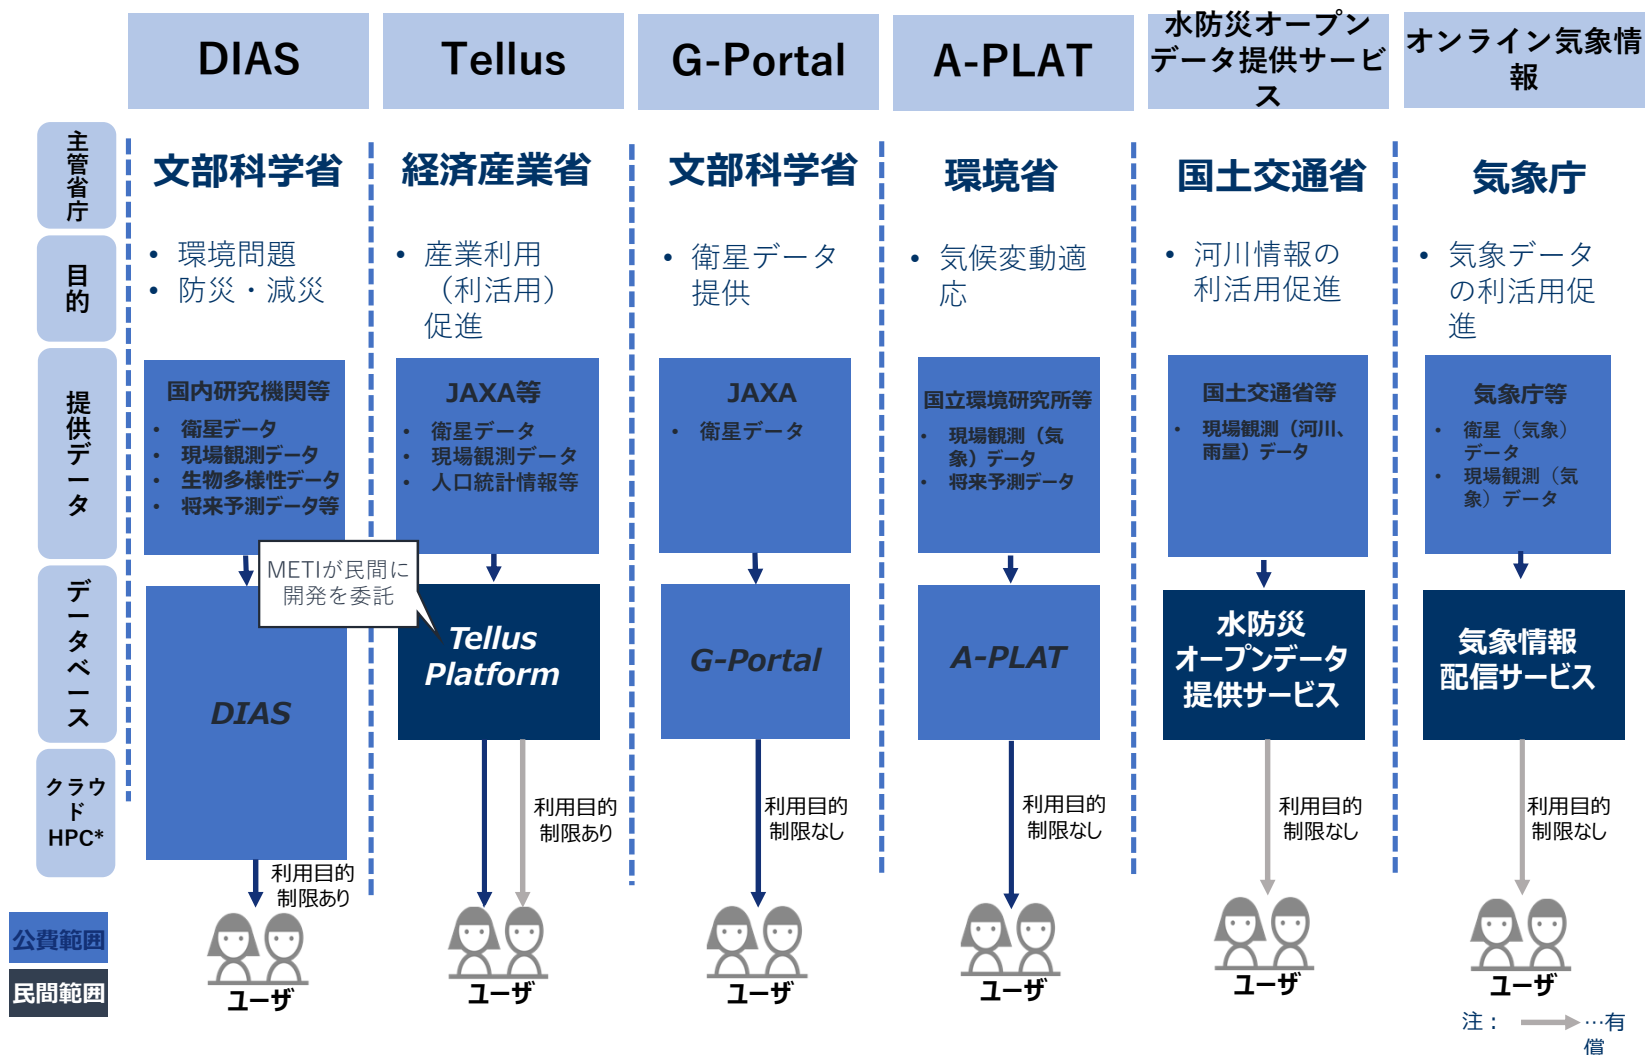 DIAS
Tellus
G-Portal
A-PLAT
水防災オープン
データ提供サービ
ス
オンライン気象情
報
主管省庁
文部科学省
経済産業省
文部科学省
環境省
国土交通省
気象庁
目的
• 環境問題
• 防災・減災
• 産業利用
（利活用）
促進
• 衛星データ
提供
• 気候変動適
応
• 河川情報の
利活用促進
• 気象データ
の利活用促
進
提供データ
国内研究機関等
• 衛星データ
• 現場観測データ
• 生物多様性データ
• 将来予測データ等
JAXA等
• 衛星データ
• 現場観測データ
• 人口統計情報等
JAXA
• 衛星データ
国立環境研究所等
• 現場観測（気
象）データ
• 将来予測データ
国土交通省等
• 現場観測（河川、
雨量）データ
気象庁等
• 衛星（気象）
データ
• 現場観測（気
象）データ
データベース
METIが民間に
開発を委託
DIAS
Tellus
Platform
G-Portal
A-PLAT
水防災
オープンデータ
提供サービス
気象情報
配信サービス
クラウ
ド
HPC*
利用目的
制限あり
利用目的
制限あり
利用目的
制限なし
利用目的
制限なし
利用目的
制限なし
利用目的
制限なし
公費範囲
民間範囲
ユーザ
ユーザ
ユーザ
ユーザ
ユーザ
ユーザ
注： …有
償